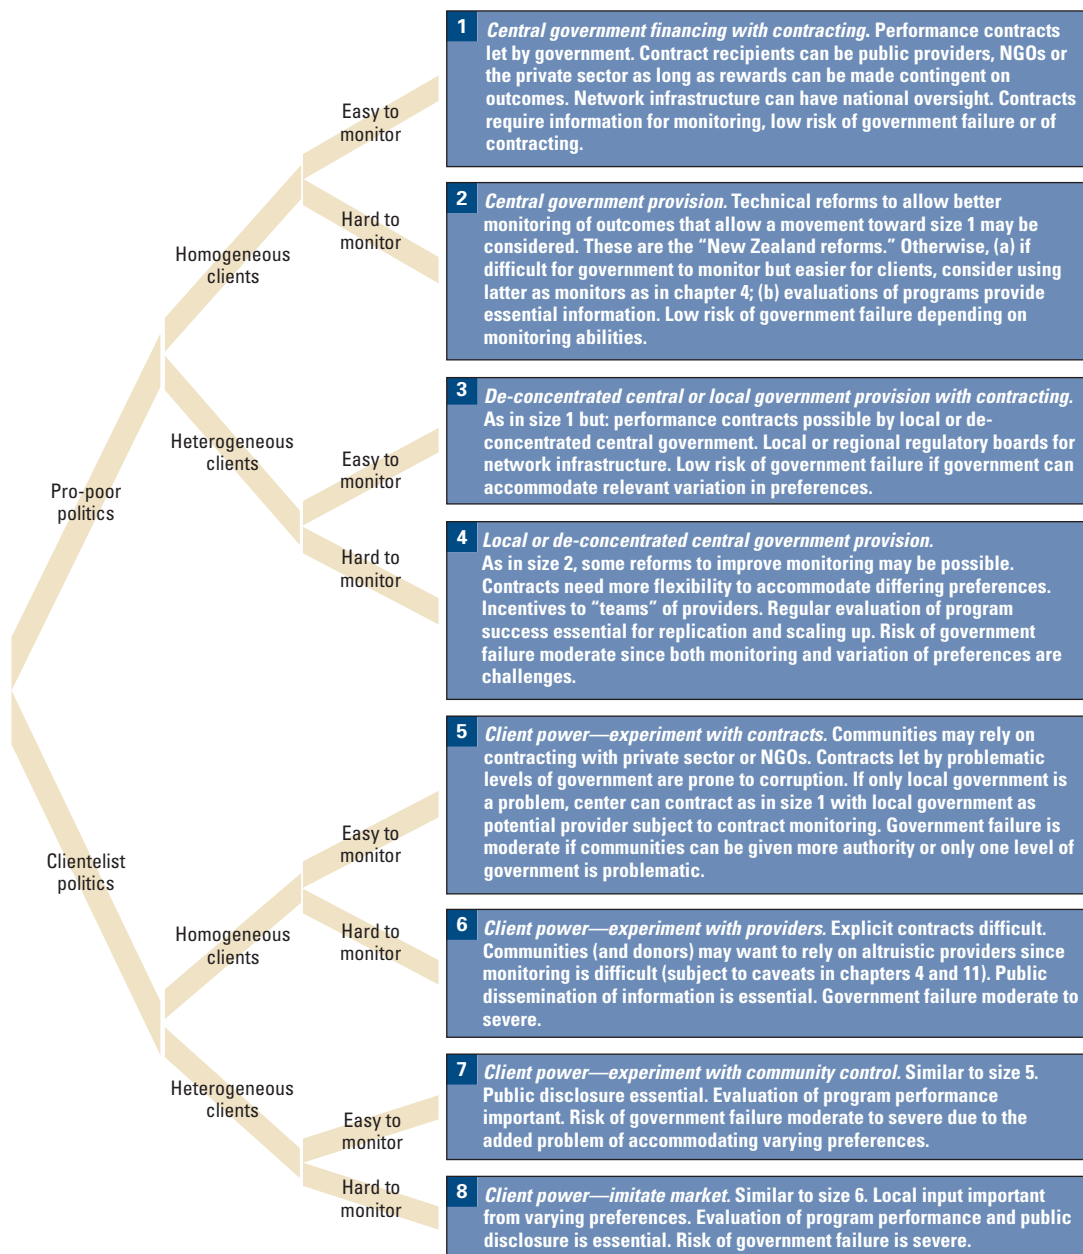 1 Central government financing with contracting. Performance contracts
let by government. Contract recipients can be public providers, NGOs or
the private sector as long as rewards can be made contingent on
outcomes. Network infrastructure can have national oversight. Contracts
require information for monitoring, low risk of government failure or of
contracting.
Easy to
monitor
2 Central government provision. Technical reforms to allow better
monitoring of outcomes that allow a movement toward size 1 may be
considered. These are the “New Zealand reforms.” Otherwise, (a) if
difficult for government to monitor but easier for clients, consider using
latter as monitors as in chapter 4; (b) evaluations of programs provide
essential information. Low risk of government failure depending on
monitoring abilities.
Hard to
monitor
Homogeneous
clients
3 De-concentrated central or local government provision with contracting.
As in size 1 but: performance contracts possible by local or de-
concentrated central government. Local or regional regulatory boards for
network infrastructure. Low risk of government failure if government can
accommodate relevant variation in preferences.
Heterogeneous
clients
Easy to
monitor
Pro-poor
politics
4 Local or de-concentrated central government provision.
As in size 2, some reforms to improve monitoring may be possible.
Contracts need more flexibility to accommodate differing preferences.
Incentives to “teams” of providers. Regular evaluation of program
success essential for replication and scaling up. Risk of government
failure moderate since both monitoring and variation of preferences are
challenges.
Hard to
monitor
5 Client power—experiment with contracts. Communities may rely on
contracting with private sector or NGOs. Contracts let by problematic
levels of government are prone to corruption. If only local government is
a problem, center can contract as in size 1 with local government as
potential provider subject to contract monitoring. Government failure is
moderate if communities can be given more authority or only one level of
government is problematic.
Easy to
monitor
Clientelist
politics
6 Client power—experiment with providers. Explicit contracts difficult.
Communities (and donors) may want to rely on altruistic providers since
monitoring is difficult (subject to caveats in chapters 4 and 11). Public
dissemination of information is essential. Government failure moderate to
severe.
Homogeneous
clients
Hard to
monitor
7 Client power—experiment with community control. Similar to size 5.
Public disclosure essential. Evaluation of program performance
important. Risk of government failure moderate to severe due to the
added problem of accommodating varying preferences.
Heterogeneous
clients
Easy to
monitor
Hard to
monitor
8 Client power—imitate market. Similar to size 6. Local input important
from varying preferences. Evaluation of program performance and public
disclosure is essential. Risk of government failure is severe.